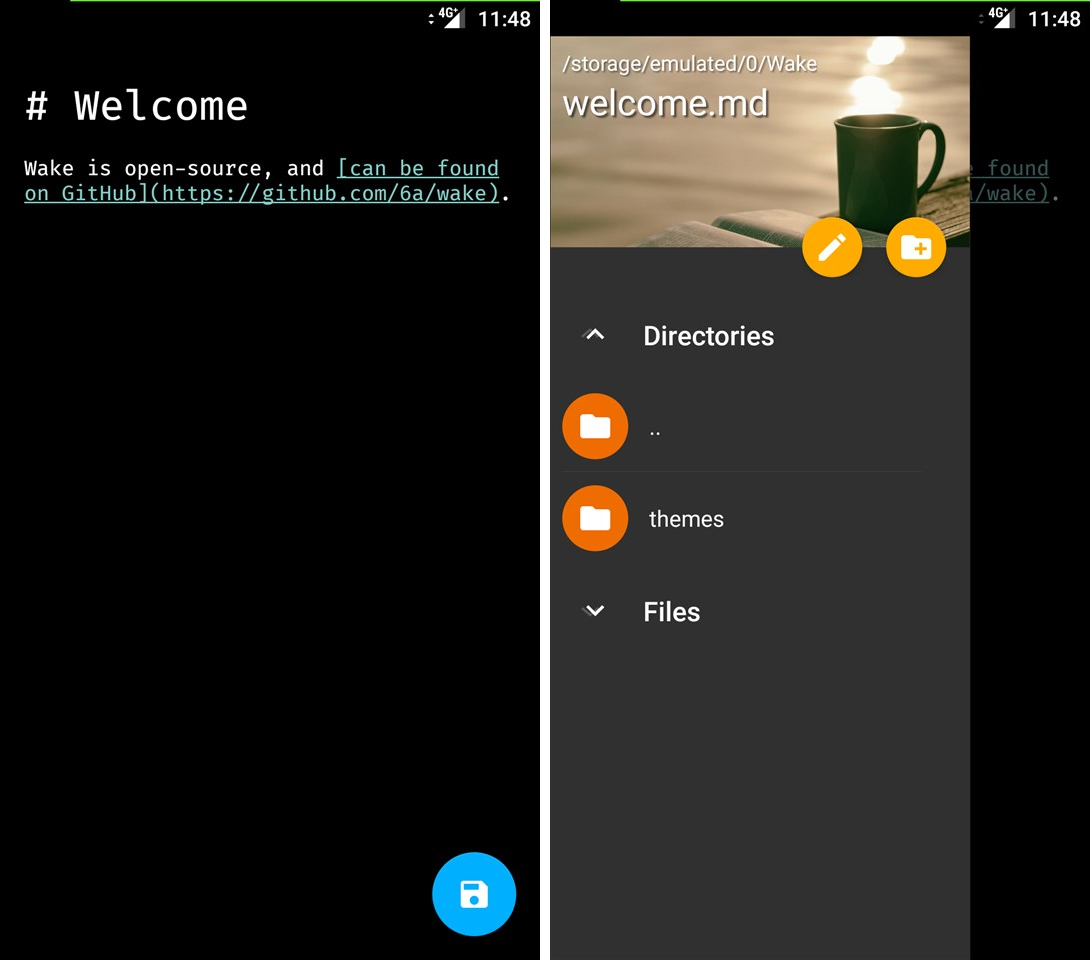 4G+ 11:48
# Welcome
Wake is open-source, and [can be found
on GitHub](https://github.com/6a/wake).
4G+ 11:48
/storage/emulated/0/Wake
welcome.md
found
/wake).
Directories
..
themes
Files